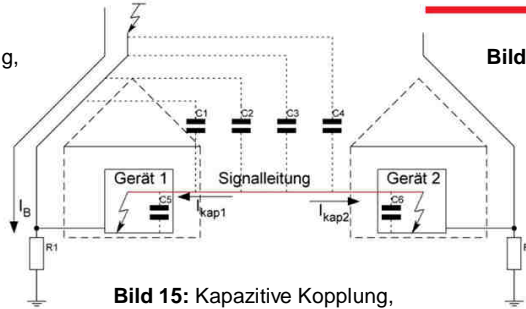 g,
Bild
C1 C2 C3 C4
Gerät 1 Signalleitung Gerät 2
C5 C6
I_kap1 I_kap2
I_B
R1 R
Bild 15: Kapazitive Kopplung,